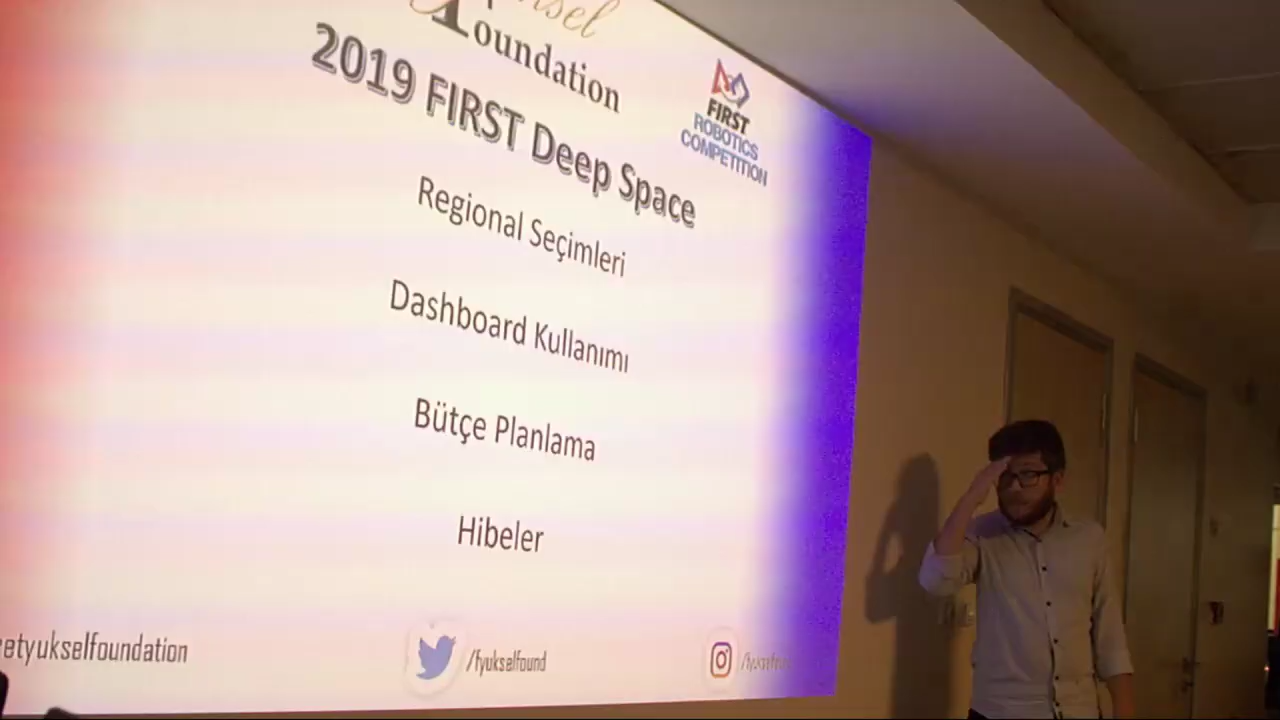 oundation
2019 FIRST Deep Space
FIRST
ROBOTICS
COMPETITION
Regional Seçimleri
Dashboard Kullanımı
Bütçe Planlama
Hibeler
etyukselfoundation
/fyukselfound